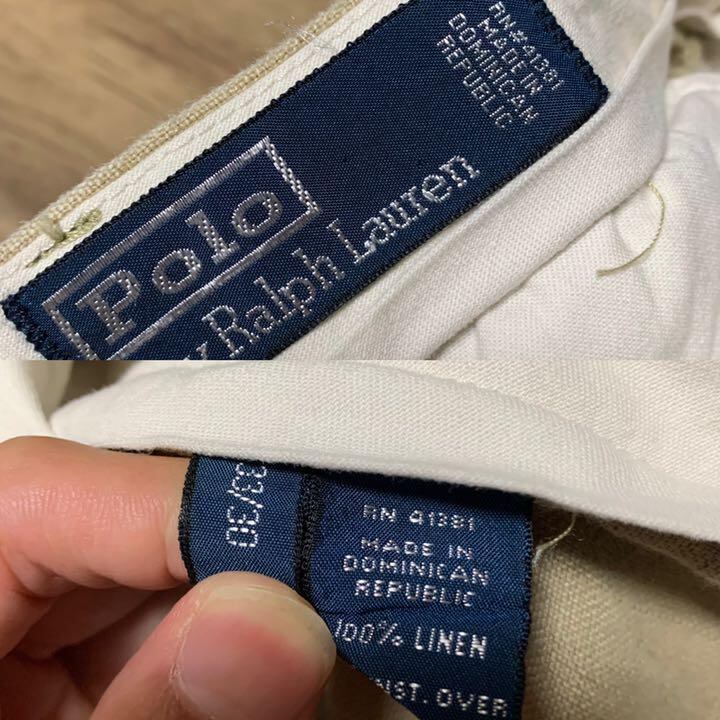 Polo
Ralph Lauren
RN#41381
MADE IN
DOMINICAN
REPUBLIC
33/30
RN 41381
MADE IN
DOMINICAN
REPUBLIC
100% LINEN
OVER